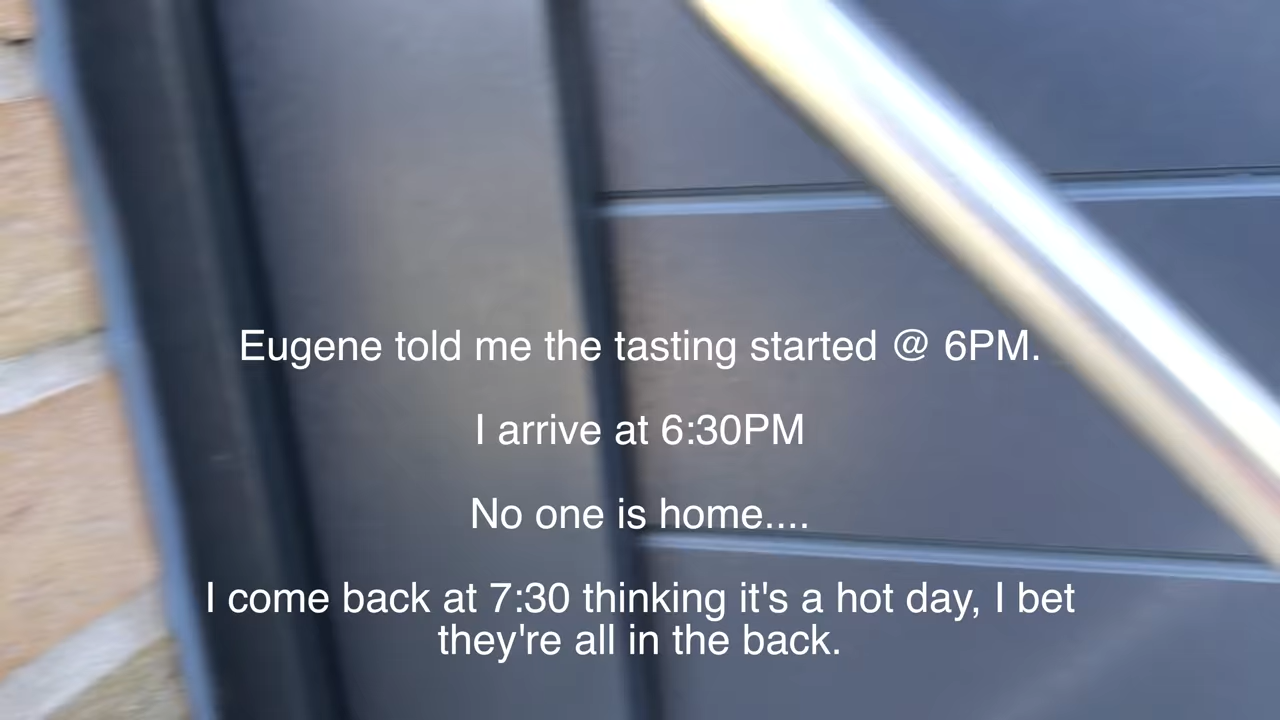 Eugene told me the tasting started @ 6PM.
I arrive at 6:30PM
No one is home....
I come back at 7:30 thinking it's a hot day, I bet
they're all in the back.